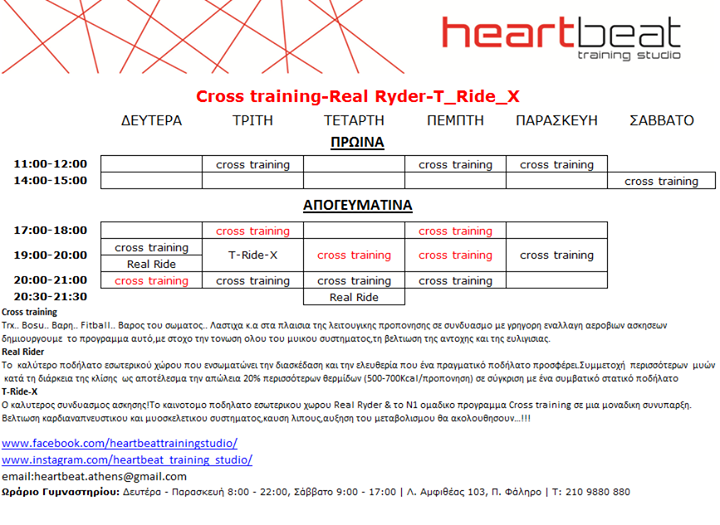 heartbeat
training studio
Cross training-Real Ryder-T_Ride_X
ΔΕΥΤΕΡΑ ΤΡΙΤΗ ΤΕΤΑΡΤΗ ΠΕΜΠΤΗ ΠΑΡΑΣΚΕΥΗ ΣΑΒΒΑΤΟ
ΠΡΩΙΝΑ
11:00-12:00 cross training cross training cross training
14:00-15:00 cross training
ΑΠΟΓΕΥΜΑΤΙΝΑ
17:00-18:00 cross training cross training
19:00-20:00 cross training T-Ride-X cross training cross training cross training
Real Ride
20:00-21:00 cross training cross training cross training cross training
20:30-21:30 Real Ride
Cross training
Trx.. Bosu.. Βαρη.. Fitball.. Βαρος του σωματος.. Λαστιχα κ.α στα πλαισια της λειτουγικης προπονησης σε συνδυασμο με γρηγορη εναλλαγη αεροβιων ασκησεων
δημιουργουμε το προγραμμα αυτό,με στοχο την τονωση ολου του μυικου συστηματος,τη βελτιωση της αντοχης και της ευλιγισιας.
Real Rider
Το καλύτερο ποδήλατο εσωτερικού χώρου που ενσωματώνει την διασκέδαση και την ελευθερία που ένα πραγματικό ποδήλατο προσφέρει.Συμμετοχή περισσότερων μυών
κατά τη διάρκεια της κλίσης ως αποτέλεσμα την απώλεια 20% περισσότερων θερμίδων (500-700Kcal/προπονηση) σε σύγκριση με ένα συμβατικό στατικό ποδήλατο
T-Ride-X
Ο καλυτερος συνδυασμος ασκησης!Το καινοτομο ποδηλατο εσωτερικου χωρου Real Ryder & το Ν1 ομαδικο προγραμμα Cross training σε μια μοναδικη συνυπαρξη.
Βελτιωση καρδιαναπνευστικου και μυοσκελετικου συστηματος,καυση λιπους,αυξηση του μεταβολισμου θα ακολουθησουν...!!!
www.facebook.com/heartbeattrainingstudio/
www.instagram.com/heartbeat_training_studio/
email:heartbeat.athens@gmail.com
Ωράριο Γυμναστηρίου: Δευτέρα - Παρασκευή 8:00 - 22:00, Σάββατο 9:00 - 17:00 | Λ. Αμφιθέας 103, Π. Φάληρο | Τ: 210 9880 880